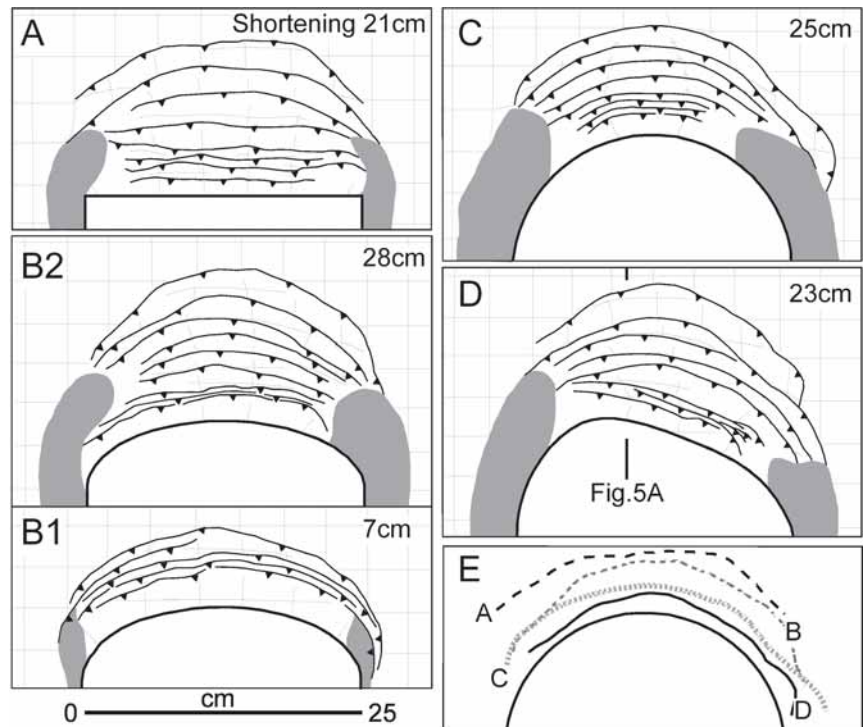 A
Shortening 21cm
B2
28cm
B1
7cm
cm
0
25
C
25cm
D
23cm
Fig.5A
E
A
B
C
D